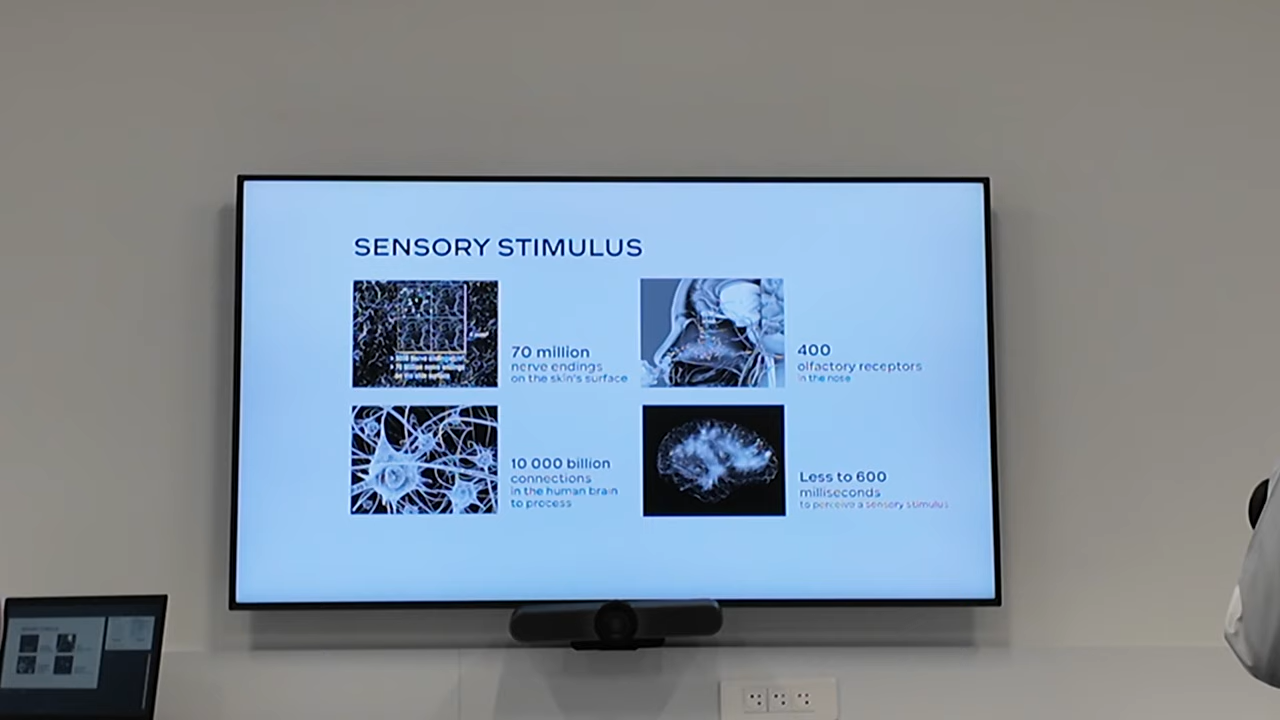 SENSORY STIMULUS
70 million
nerve endings
on the skin's surface
400
olfactory receptors
in the nose
10 000 billion
connections
in the human brain
to process
Less to 600
milliseconds
to perceive a sensory stimulus